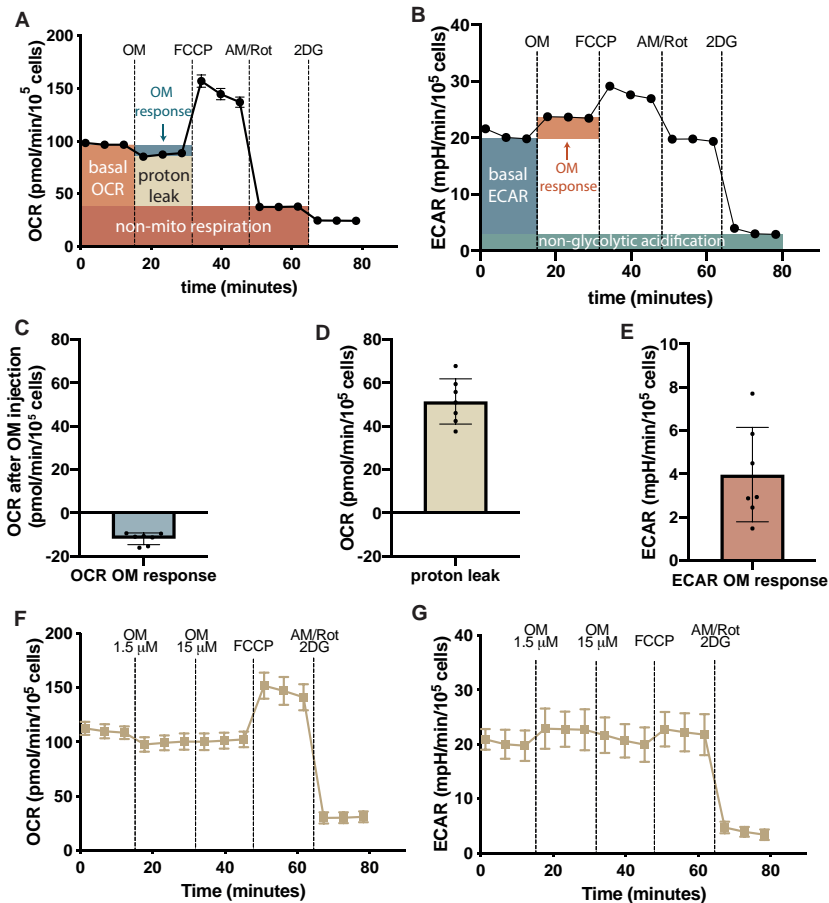 A
OM
FCCP
AM/Rot
2DG
OCR (pmol/min/10⁵ cells)
200
150
100
50
0
OM
response
basal
OCR
proton
leak
non-mito respiration
0
20
40
60
80
time (minutes)
B
OM
FCCP
AM/Rot
2DG
ECAR (mpH/min/10⁵ cells)
40
30
20
10
0
basal
ECAR
OM
response
non-glycolytic acidification
0
20
40
60
80
time (minutes)
C
OCR after OM injection
(pmol/min/10⁵ cells)
80
60
40
20
0
-20
OCR OM response
D
OCR (pmol/min/10⁵ cells)
80
60
40
20
0
-20
proton leak
E
ECAR (mpH/min/10⁵ cells)
10
8
6
4
2
0
ECAR OM response
F
OM
1.5 µM
OM
15 µM
FCCP
AM/Rot
2DG
OCR (pmol/min/10⁵ cells)
200
150
100
50
0
0
20
40
60
80
Time (minutes)
G
OM
1.5 µM
OM
15 µM
FCCP
AM/Rot
2DG
ECAR (mpH/min/10⁵ cells)
40
30
20
10
0
0
20
40
60
80
Time (minutes)